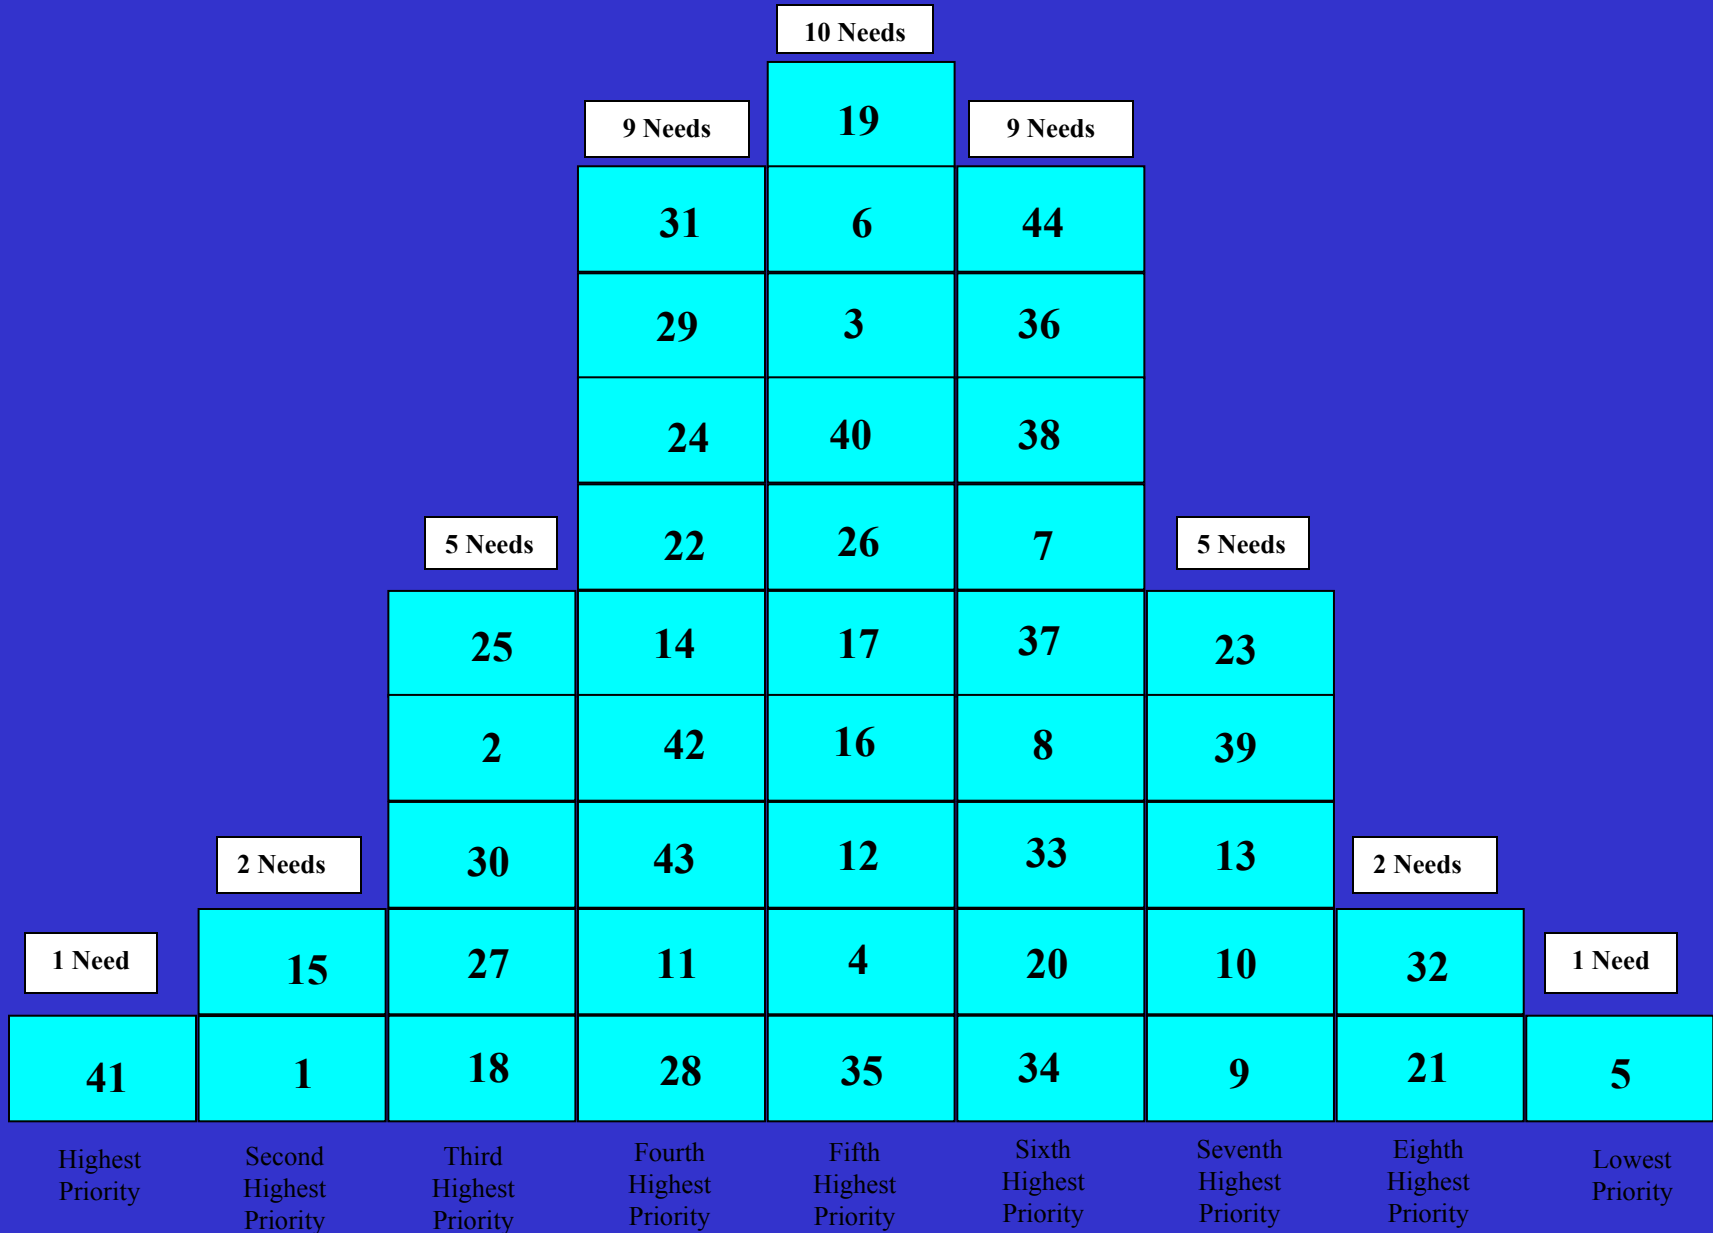 10 Needs
9 Needs
19
9 Needs
31
6
44
29
3
36
24
40
38
5 Needs
22
26
7
5 Needs
25
14
17
37
23
2
42
16
8
39
2 Needs
30
43
12
33
13
2 Needs
1 Need
15
27
11
4
20
10
32
1 Need
41
1
18
28
35
34
9
21
5
Highest
Priority
Second
Highest
Priority
Third
Highest
Priority
Fourth
Highest
Priority
Fifth
Highest
Priority
Sixth
Highest
Priority
Seventh
Highest
Priority
Eighth
Highest
Priority
Lowest
Priority